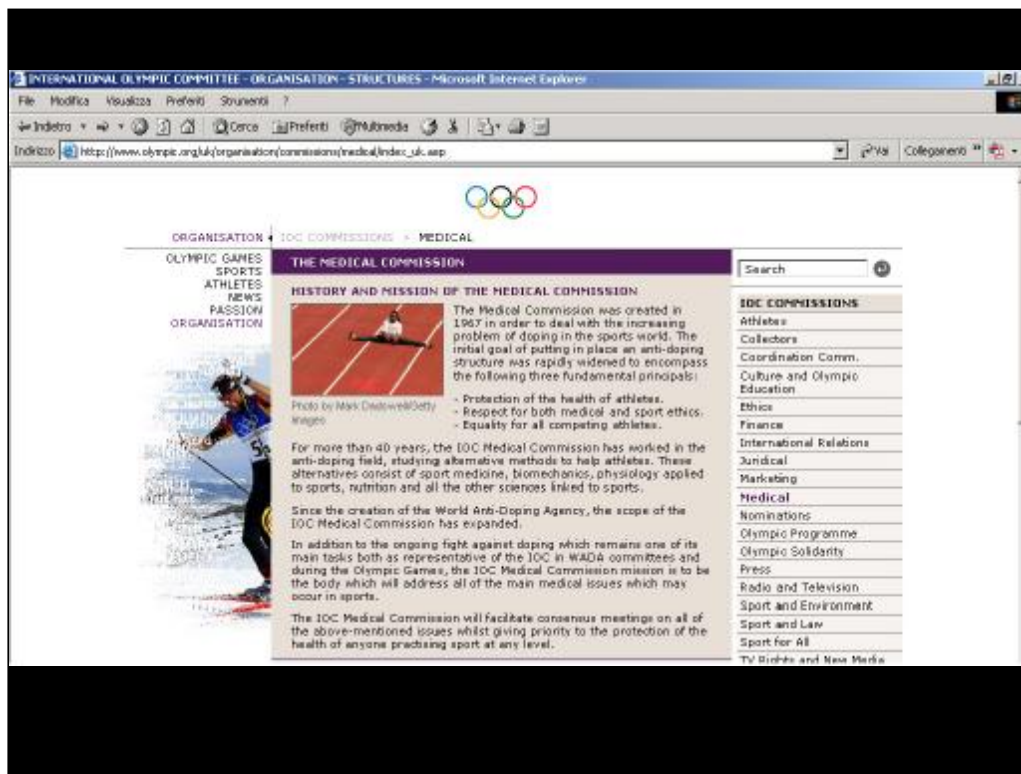 INTERNATIONAL OLYMPIC COMMITTEE - ORGANISATION - STRUCTURES - Microsoft Internet Explorer
File Modifica Visualizza Preferiti Strumenti ?
Indietro Cerca Preferiti Multimedia
Indirizzo http://www.olympic.org/uk/organisation/commissions/medical/index_uk.asp Vai Collegamenti »
ORGANISATION IOC COMMISSIONS > MEDICAL
OLYMPIC GAMES
SPORTS
ATHLETES
NEWS
PASSION
ORGANISATION
THE MEDICAL COMMISSION
HISTORY AND MISSION OF THE MEDICAL COMMISSION
The Medical Commission was created in
1967 in order to deal with the increasing
problem of doping in the sports world. The
initial goal of putting in place an anti-doping
structure was rapidly widened to encompass
the following three fundamental principals:
- Protection of the health of athletes.
- Respect for both medical and sport ethics.
- Equality for all competing athletes.
Photo by Mark /Getty
Images
For more than 40 years, the IOC Medical Commission has worked in the
anti-doping field, studying alternative methods to help athletes. These
alternatives consist of sport medicine, biomechanics, physiology applied
to sports, nutrition and all the other sciences linked to sports.
Since the creation of the World Anti-Doping Agency, the scope of the
IOC Medical Commission has expanded.
In addition to the ongoing fight against doping which remains one of its
main tasks both as representative of the IOC in WADA committees and
during the Olympic Games, the IOC Medical Commission mission is to be
the body which will address all of the main medical issues which may
occur in sports.
The IOC Medical Commission will facilitate consensus meetings on all of
the above-mentioned issues whilst giving priority to the protection of the
health of anyone practising sport at any level.
Search
IOC COMMISSIONS
Athletes
Collectors
Coordination Comm.
Culture and Olympic
Education
Ethics
Finance
International Relations
Juridical
Marketing
Medical
Nominations
Olympic Programme
Olympic Solidarity
Press
Radio and Television
Sport and Environment
Sport and Law
Sport for All
TV Rights and New Media